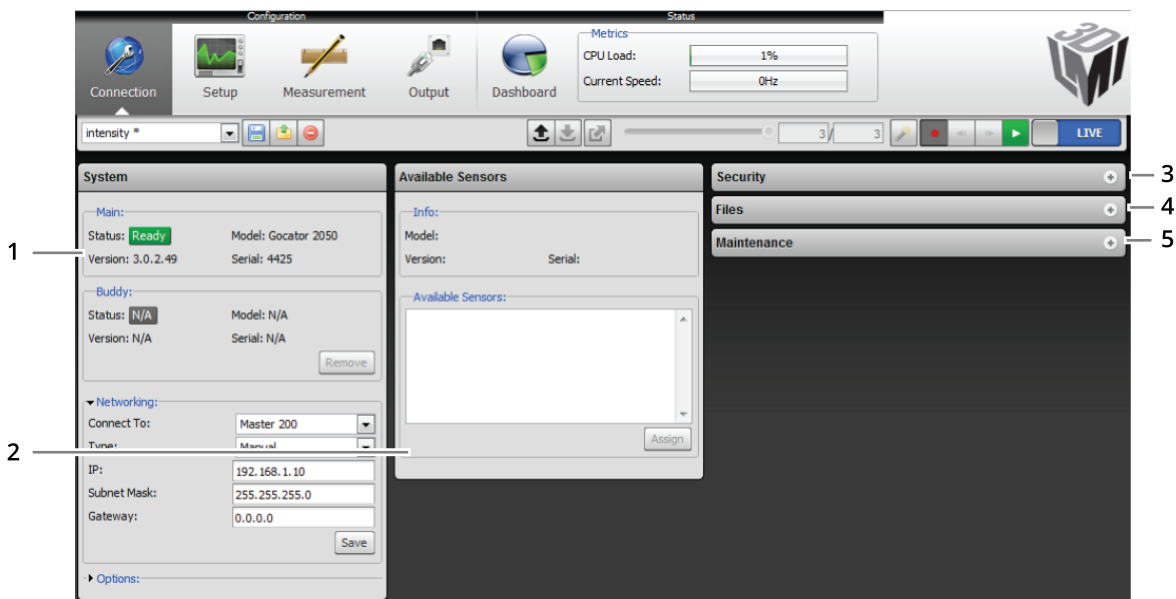 Configuration
Status
Connection
Setup
Measurement
Output
Dashboard
Metrics
CPU Load:
1%
Current Speed:
0Hz
LMI
3D
intensity *
3/
3
LIVE
System
Main:
Status: Ready
Model: Gocator 2050
Version: 3.0.2.49
Serial: 4425
Buddy:
Status: N/A
Model: N/A
Version: N/A
Serial: N/A
Remove
Networking:
Connect To:
Master 200
Type:
Manual
IP:
192.168.1.10
Subnet Mask:
255.255.255.0
Gateway:
0.0.0.0
Save
Options:
Available Sensors
Info:
Model:
Version:
Serial:
Available Sensors:
Assign
Security
Files
Maintenance
1
2
3
4
5